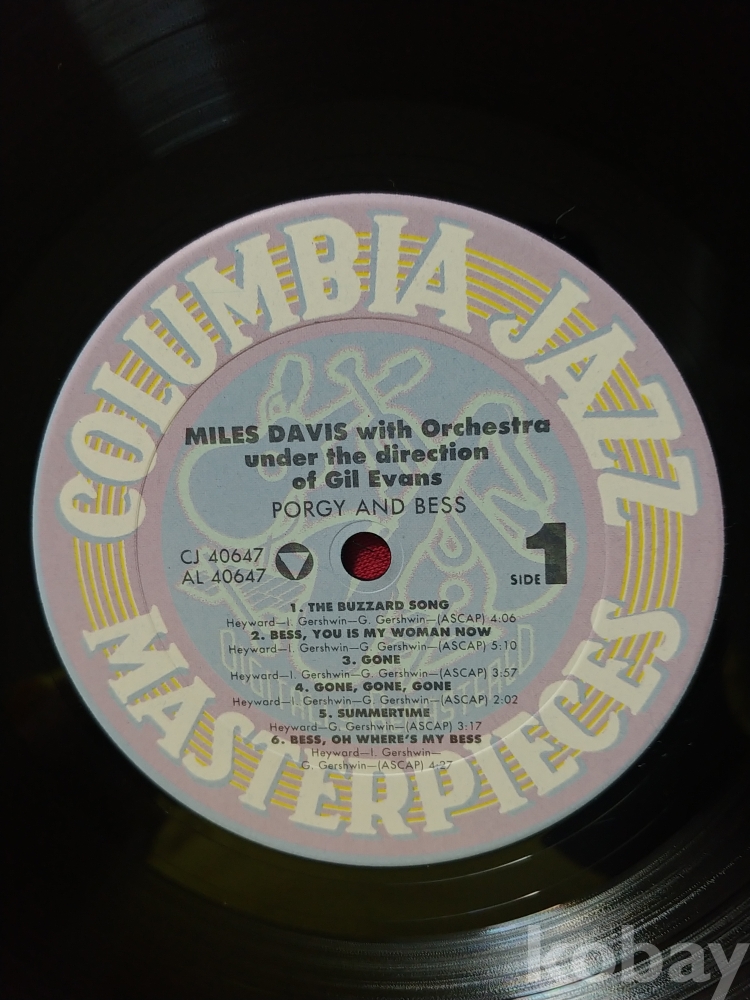 COLUMBIA JAZZ
MASTERPIECES
MILES DAVIS with Orchestra
under the direction
of Gil Evans
PORGY AND BESS
CJ 40647
AL 40647
SIDE 1
1. THE BUZZARD SONG
Heyward—I. Gershwin—G. Gershwin—(ASCAP) 4:06
2. BESS, YOU IS MY WOMAN NOW
Heyward—I. Gershwin—G. Gershwin—(ASCAP) 5:10
3. GONE
Heyward—I. Gershwin—G. Gershwin—(ASCAP) 3:57
4. GONE, GONE, GONE
Heyward—I. Gershwin—G. Gershwin—(ASCAP) 2:02
5. SUMMERTIME
Heyward—G. Gershwin—(ASCAP) 3:17
6. BESS, OH WHERE'S MY BESS
Heyward—I. Gershwin—
G. Gershwin—(ASCAP) 4:27
kobay